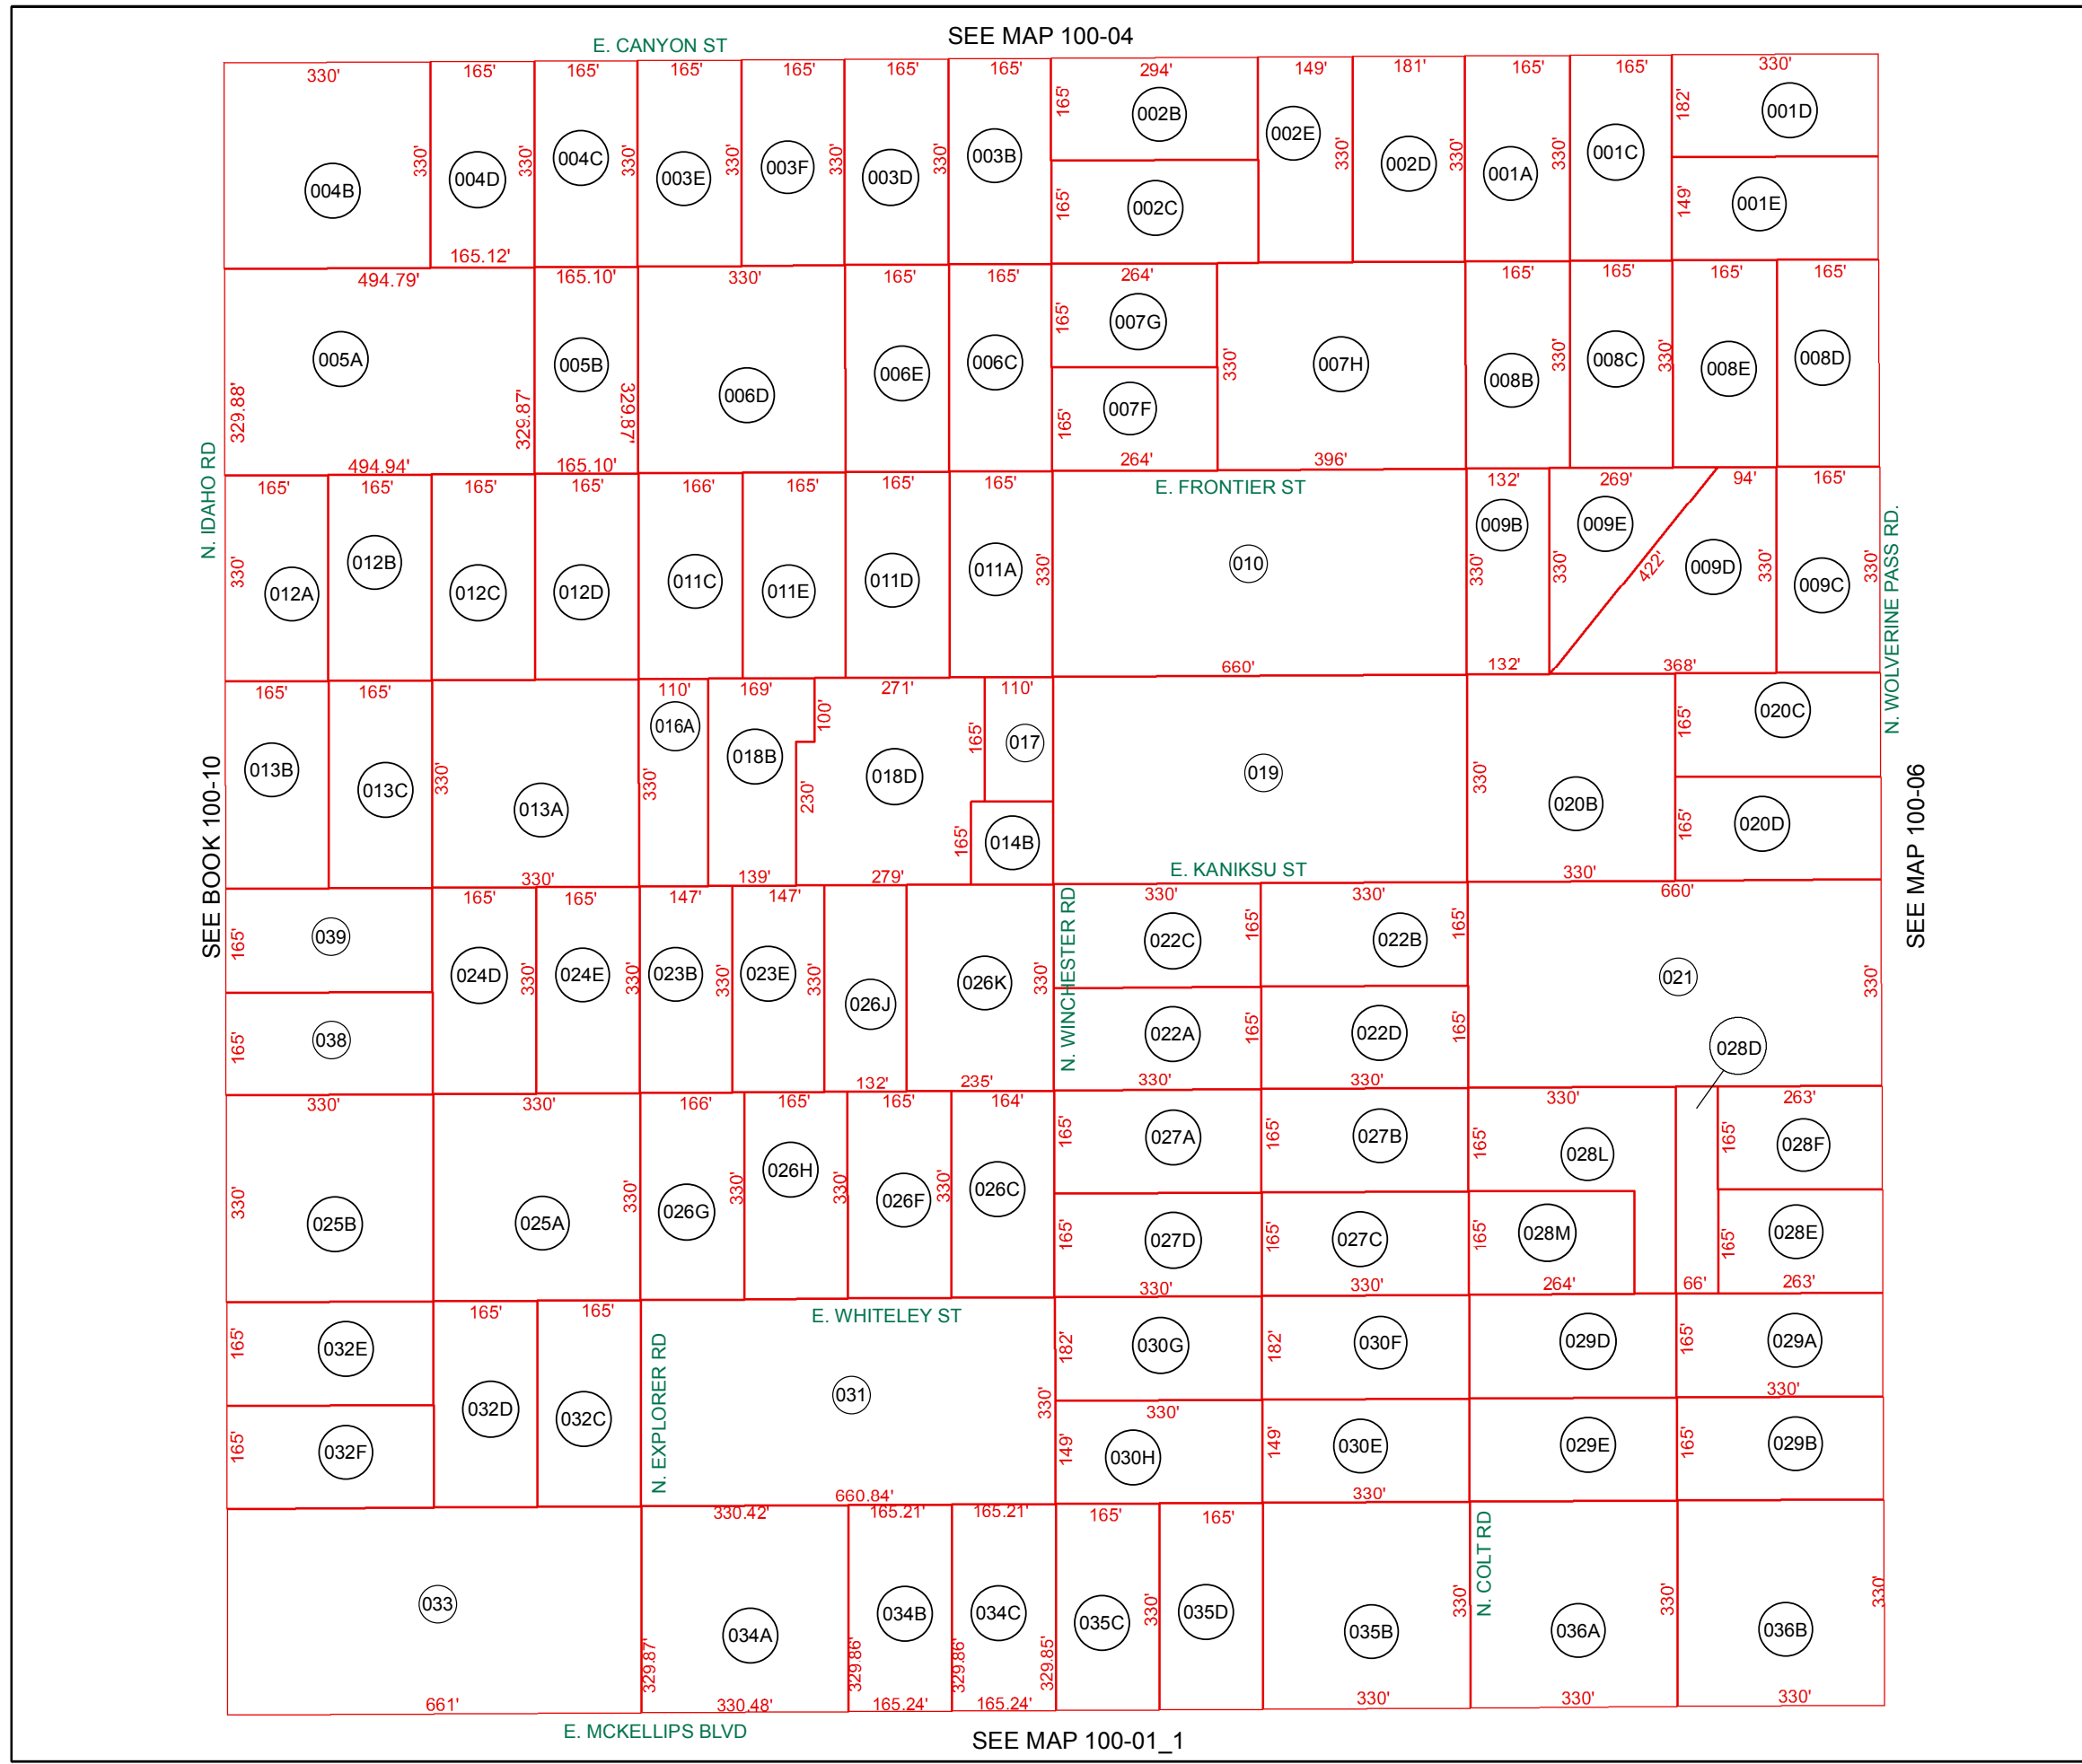 SEE MAP 100-04
E. CANYON ST
330' 165' 165' 165' 165' 165' 165' 294' 149' 181' 165' 165' 330'
165' 182'
002B 002E 001D
330' 330' 330' 330' 330' 330' 330' 330' 330'
004B 004D 004C 003E 003F 003D 003B 002D 001A 001C
165' 149'
002C 001E
165.12'
494.79' 165.10' 330' 165' 165' 264' 165' 165' 165' 165'
165' 007G
005A 005B 006D 006E 006C 330' 007H 008B 330' 008C 330' 008E 008D
329.88' 329.87' 329.87' 165' 007F
494.94' 165.10' 264' 396'
N. IDAHO RD
E. FRONTIER ST
165' 165' 165' 165' 166' 165' 165' 165' 132' 269' 94' 165'
009B 009E
330' 012A 012B 012C 012D 011C 011E 011D 011A 330' 010 330' 330' 422' 009D 330' 009C 330'
N. WOLVERINE PASS RD.
660' 132' 368'
165' 165' 110' 169' 271' 110'
016A 100' 165' 017 165' 020C
013B 013C 330' 013A 330' 018B 230' 018D 019 330' 020B
165' 014B 165' 020D
330' 139' 279' 330'
E. KANIKSU ST
SEE BOOK 100-10
SEE MAP 100-06
165' 165' 147' 147' 330' 330' 660'
165' 039 022C 165' 022B 165'
024D 330' 024E 330' 023B 330' 023E 330' 026J 026K 330' 021 330'
N. WINCHESTER RD
165' 038 022A 165' 022D 165' 028D
132' 235' 330' 330'
330' 330' 166' 165' 165' 164' 330' 263'
165' 027A 165' 027B 165' 028L 165' 028F
330' 025B 025A 330' 026G 330' 026H 330' 026F 330' 026C
165' 027D 165' 027C 165' 028M 165' 028E
330' 330' 264' 66' 263'
E. WHITELEY ST
165' 165'
165' 032E 182' 030G 182' 030F 029D 165' 029A
032D 032C N. EXPLORER RD 031 330' 330' 330'
165' 032F 149' 030H 149' 030E 029E 165' 029B
660.84' 330'
330.42' 165.21' 165.21' 165' 165'
N. COLT RD
033 034A 034B 034C 035C 330' 035D 035B 330' 036A 330' 036B 330'
329.87' 329.86' 329.86' 329.85'
661' 330.48' 165.24' 165.24' 330' 330' 330'
E. MCKELLIPS BLVD
SEE MAP 100-01_1